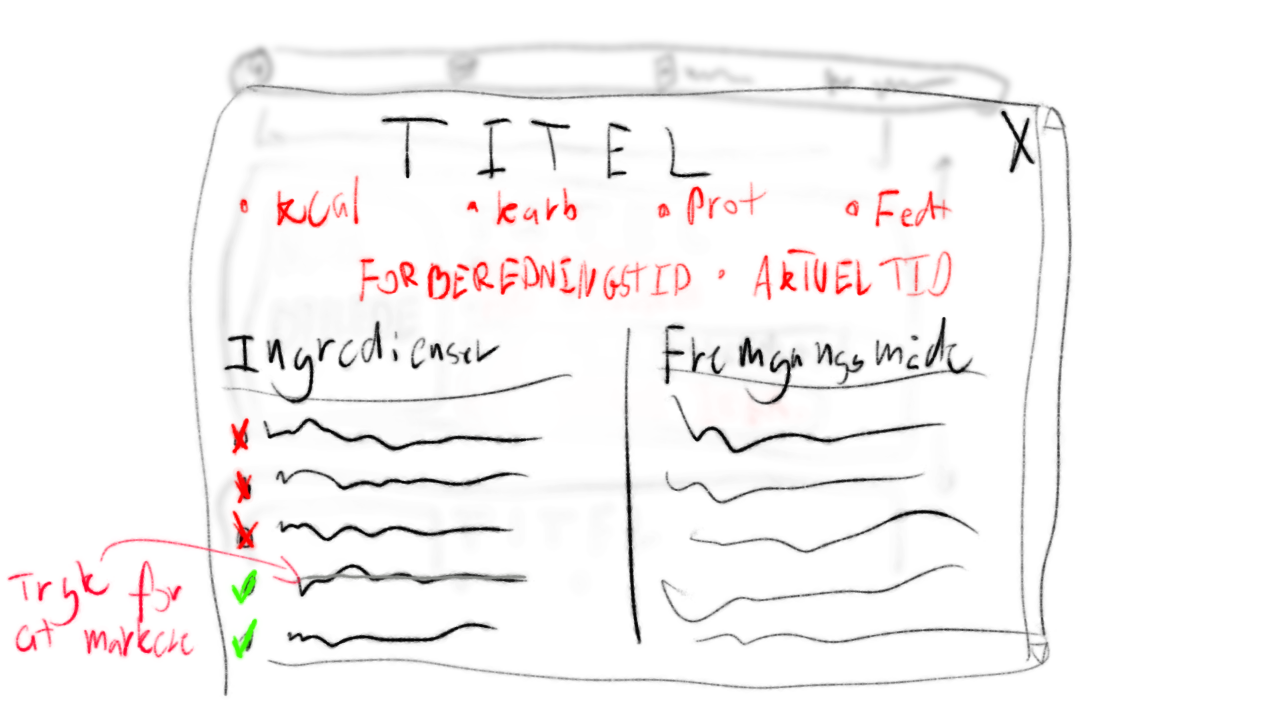 TITEL X
• kcal • karb • Prot • Fedt
FORBEREDNINGSTID • AKTUEL TID
Ingredienser Fremgangsmåde
Tryk for
at markere